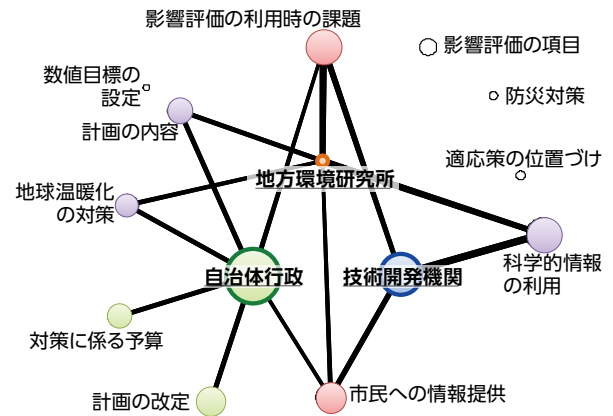 影響評価の利用時の課題
影響評価の項目
数値目標の
設定
防災対策
計画の内容
適応策の位置づけ
地方環境研究所
地球温暖化
の対策
科学的情報
の利用
自治体行政
技術開発機関
対策に係る予算
計画の改定
市民への情報提供